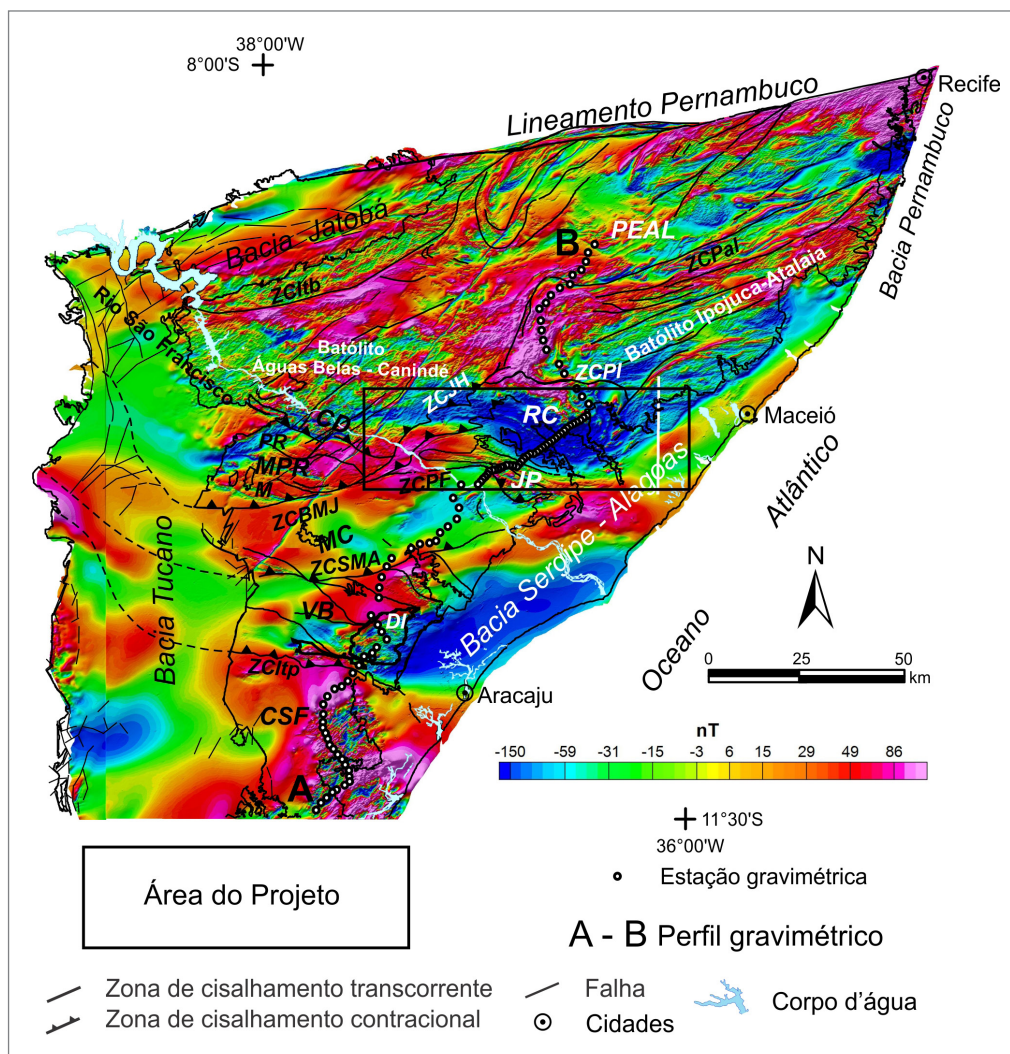 38°00'W
8°00'S
Recife
Lineamento Pernambuco
Bacia Pernambuco
Bacia Jatobá
B
PEAL
ZCPal
ZCItb
Rio São Francisco
Batólito Ipojuca-Atalaia
Batólito
Águas Belas - Canindé
ZCPI
ZCJH
CD
RC
Maceió
PR
MPR
M
ZCPF
JP
ZCBMJ
MC
ZCSMA
Atlântico
Oceano
Bacia Sergipe - Alagoas
Bacia Tucano
VB
DI
ZCItp
N
0 25 50
km
Aracaju
CSF
A
nT
-150 -59 -31 -15 -3 6 15 29 49 86
11°30'S
36°00'W
Área do Projeto
Estação gravimétrica
A - B Perfil gravimétrico
Zona de cisalhamento transcorrente
Zona de cisalhamento contracional
Falha
Cidades
Corpo d'água